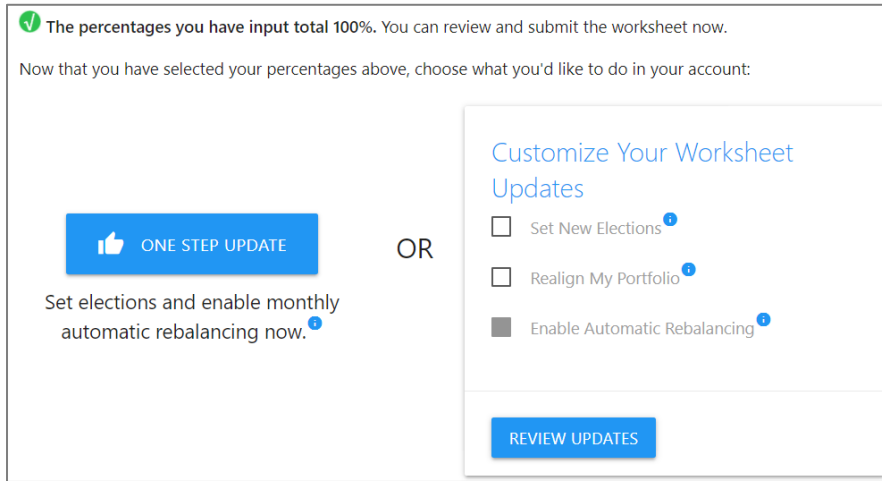 The percentages you have input total 100%. You can review and submit the worksheet now.
Now that you have selected your percentages above, choose what you'd like to do in your account:
ONE STEP UPDATE
Set elections and enable monthly
automatic rebalancing now.
OR
Customize Your Worksheet
Updates
Set New Elections
Realign My Portfolio
Enable Automatic Rebalancing
REVIEW UPDATES